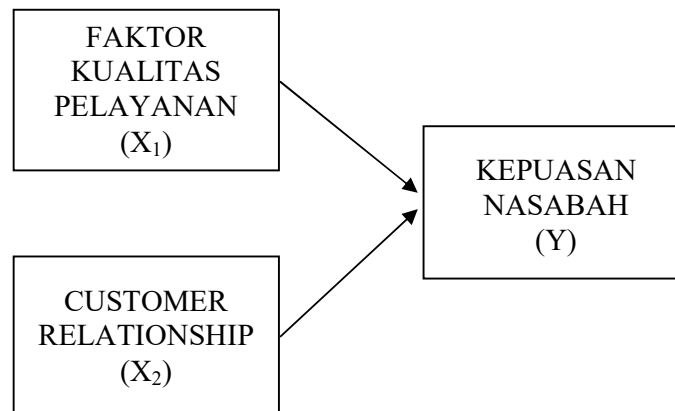 FAKTOR
KUALITAS
PELAYANAN
(X₁)
KEPUASAN
NASABAH
(Y)
CUSTOMER
RELATIONSHIP
(X₂)